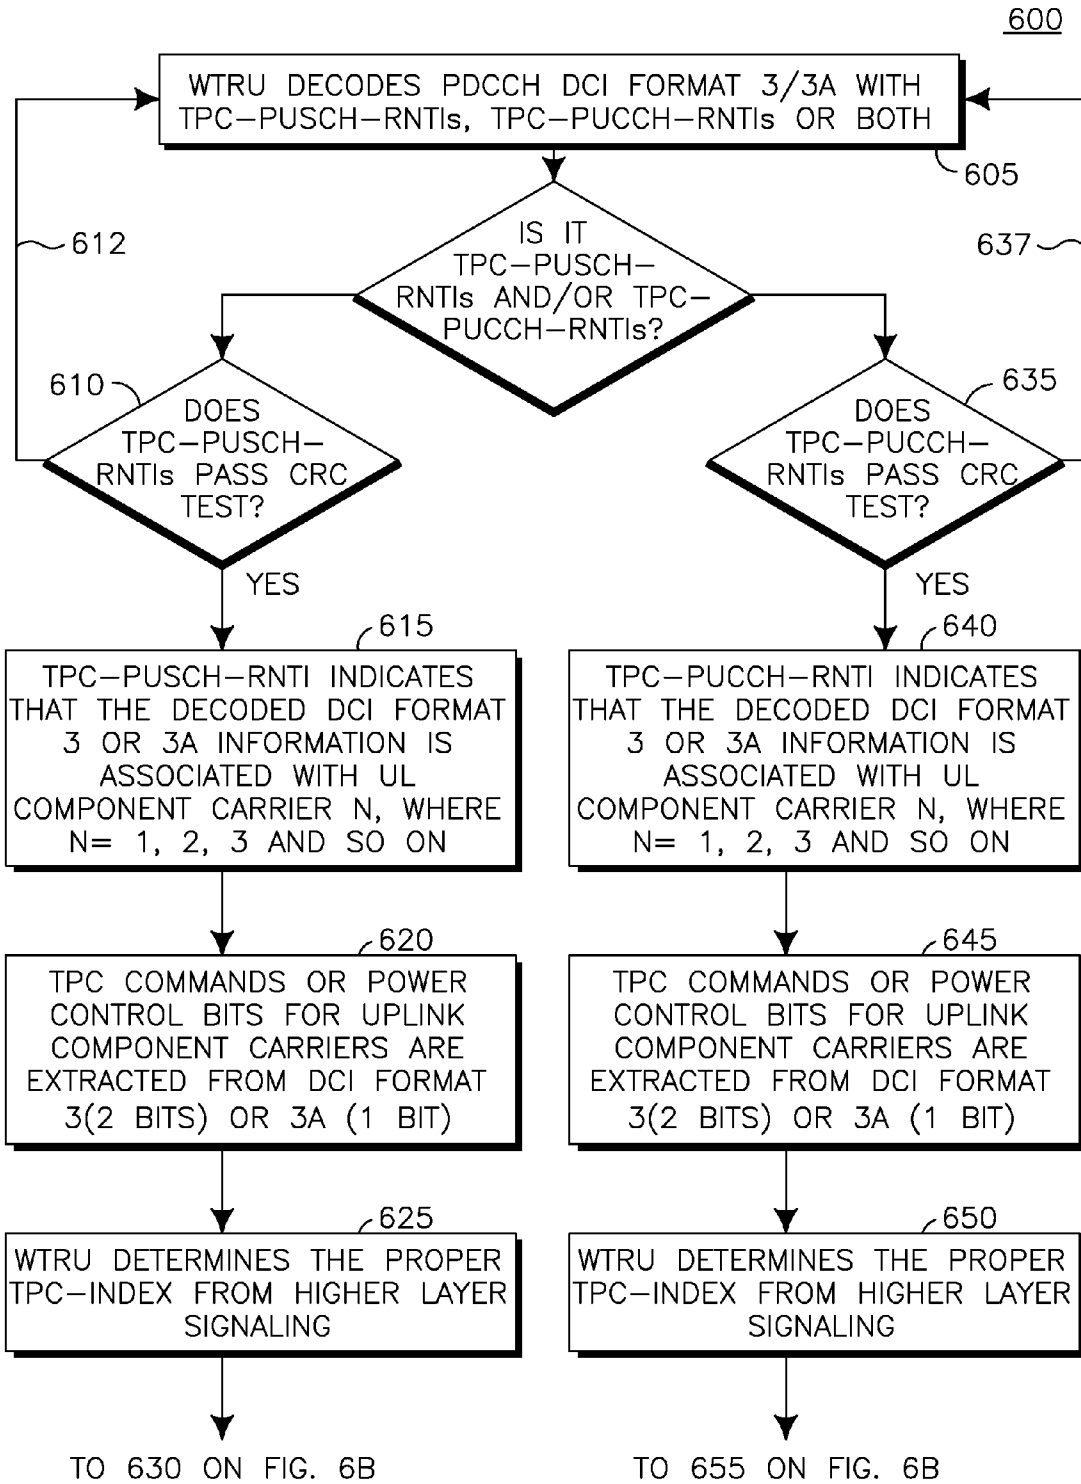 600
WTRU DECODES PDCCH DCI FORMAT 3/3A WITH
TPC-PUSCH-RNTIs, TPC-PUCCH-RNTIs OR BOTH
605
612
637
IS IT
TPC-PUSCH-
RNTIs AND/OR TPC-
PUCCH-RNTIs?
610
DOES
TPC-PUSCH-
RNTIs PASS CRC
TEST?
YES
635
DOES
TPC-PUCCH-
RNTIs PASS CRC
TEST?
YES
615
TPC-PUSCH-RNTI INDICATES
THAT THE DECODED DCI FORMAT
3 OR 3A INFORMATION IS
ASSOCIATED WITH UL
COMPONENT CARRIER N, WHERE
N= 1, 2, 3 AND SO ON
640
TPC-PUCCH-RNTI INDICATES
THAT THE DECODED DCI FORMAT
3 OR 3A INFORMATION IS
ASSOCIATED WITH UL
COMPONENT CARRIER N, WHERE
N= 1, 2, 3 AND SO ON
620
TPC COMMANDS OR POWER
CONTROL BITS FOR UPLINK
COMPONENT CARRIERS ARE
EXTRACTED FROM DCI FORMAT
3(2 BITS) OR 3A (1 BIT)
645
TPC COMMANDS OR POWER
CONTROL BITS FOR UPLINK
COMPONENT CARRIERS ARE
EXTRACTED FROM DCI FORMAT
3(2 BITS) OR 3A (1 BIT)
625
WTRU DETERMINES THE PROPER
TPC-INDEX FROM HIGHER LAYER
SIGNALING
650
WTRU DETERMINES THE PROPER
TPC-INDEX FROM HIGHER LAYER
SIGNALING
TO 630 ON FIG. 6B
TO 655 ON FIG. 6B